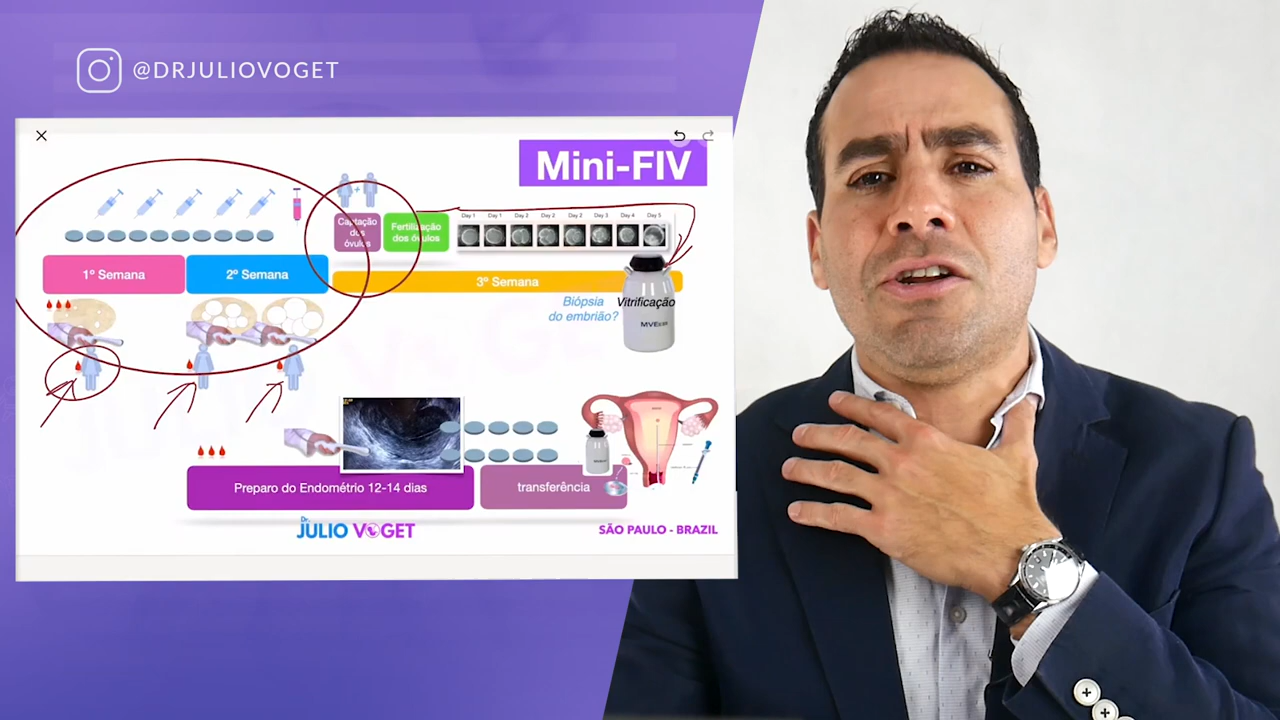 @DRJULIOVOGET
Mini-FIV
Captação
dos
óvulos
Fertilização
dos óvulos
Day 1 Day 1 Day 2 Day 2 Day 2 Day 3 Day 4 Day 5
1º Semana
2º Semana
3º Semana
Biópsia
do embrião?
Vitrificação
MVE
Preparo do Endométrio 12-14 dias
transferência
Dr.
JULIO VOGET
SÃO PAULO - BRAZIL